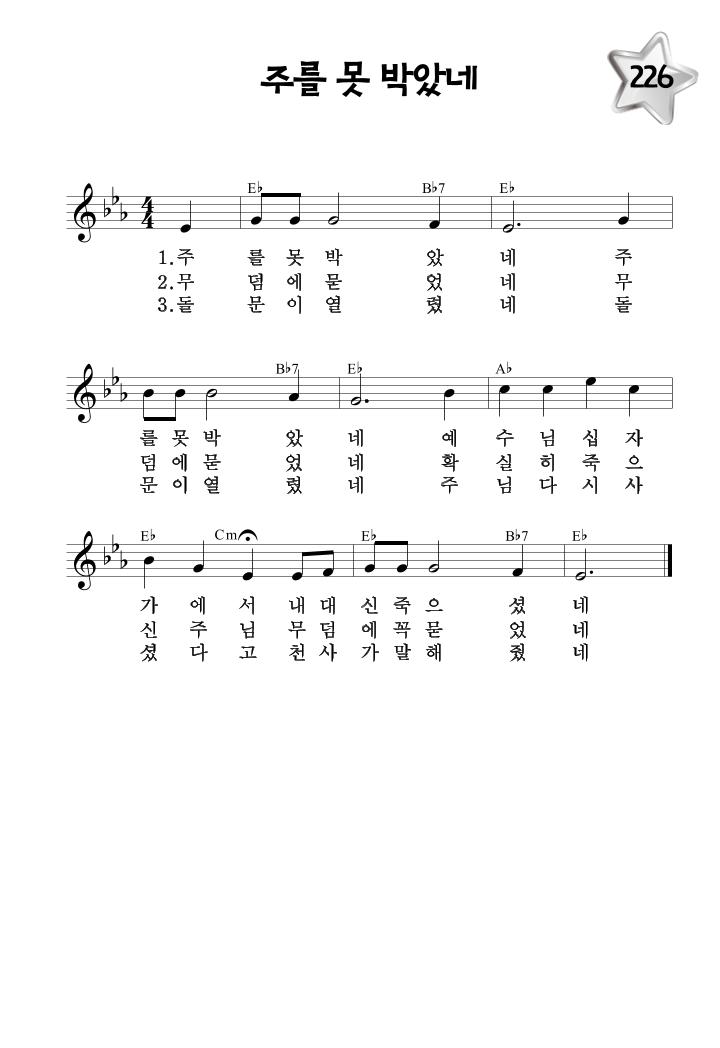 주를 못 박았네
226
E♭ B♭7 E♭
1.주 를 못 박 았 네 주
2.무 덤 에 묻 었 네 무
3.돌 문 이 열 렸 네 돌
B♭7 E♭ A♭
를 못 박 았 네 예 수 님 십 자
덤 에 묻 었 네 확 실 히 죽 으
문 이 열 렸 네 주 님 다 시 사
E♭ Cm E♭ B♭7 E♭
가 에 서 내 대 신 죽 으 셨 네
신 주 님 무 덤 에 꼭 묻 었 네
셨 다 고 천 사 가 말 해 줬 네